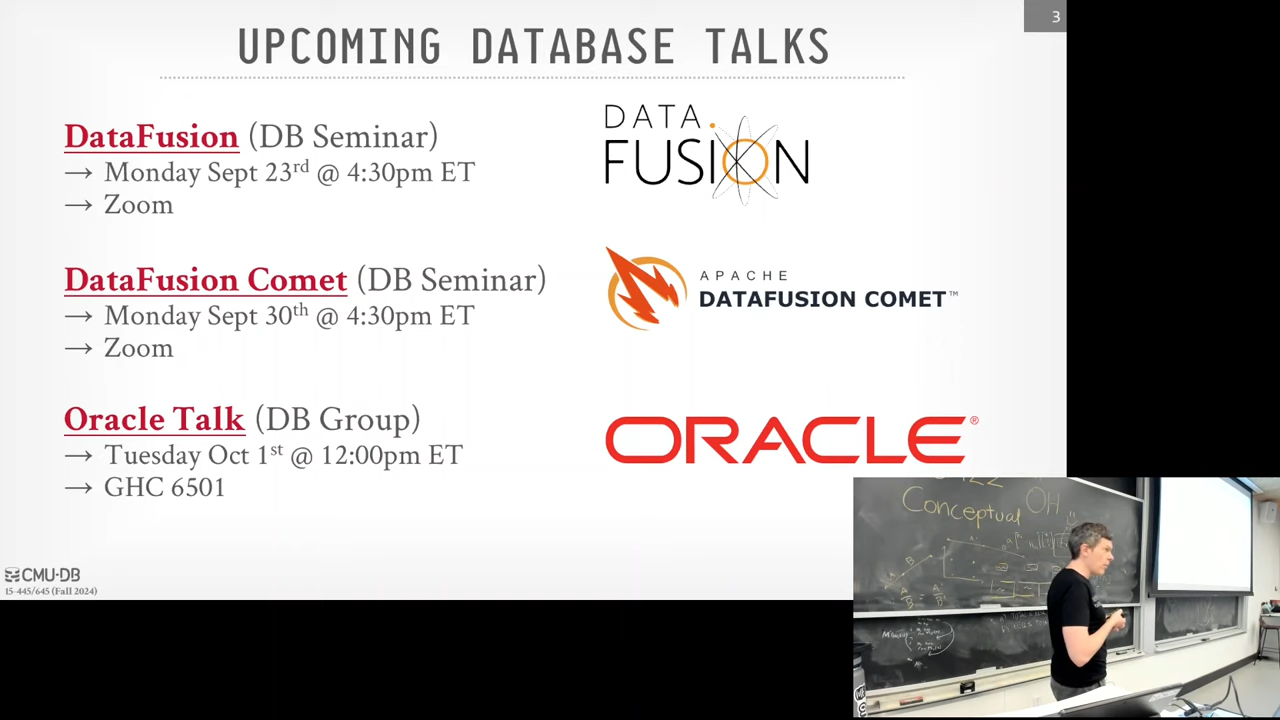 3
UPCOMING DATABASE TALKS
DataFusion (DB Seminar)
→ Monday Sept 23rd @ 4:30pm ET
→ Zoom
DATA
FUSION
DataFusion Comet (DB Seminar)
→ Monday Sept 30th @ 4:30pm ET
→ Zoom
APACHE
DATAFUSION COMET™
Oracle Talk (DB Group)
→ Tuesday Oct 1st @ 12:00pm ET
→ GHC 6501
ORACLE®
CMU·DB
15-445/645 (Fall 2024)
Conceptual OH